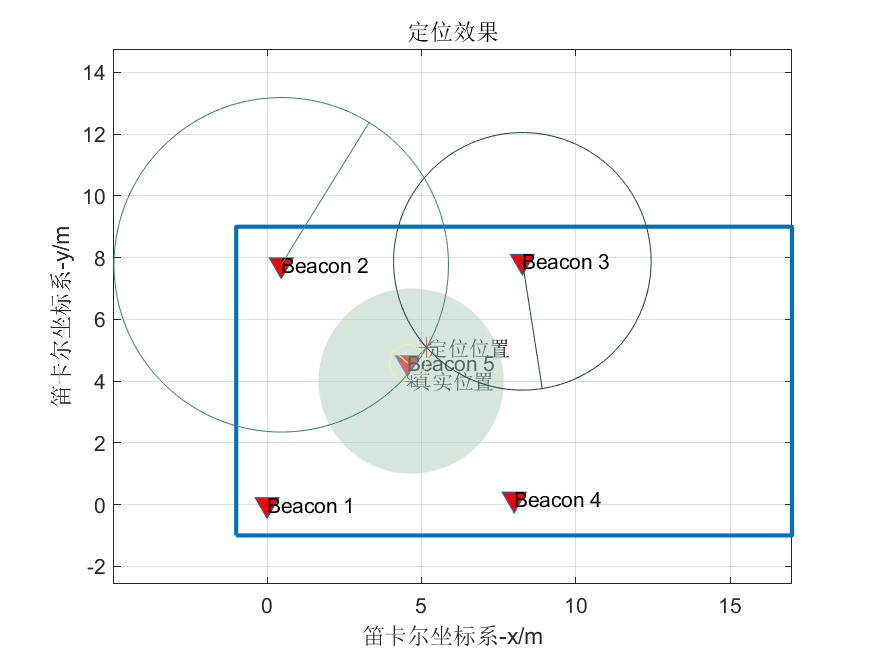 定位效果
14
12
10
8
6
4
2
0
-2
笛卡尔坐标系-y/m
Beacon 2
Beacon 3
定位位置
Beacon 5
真实位置
Beacon 1
Beacon 4
0
5
10
15
笛卡尔坐标系-x/m